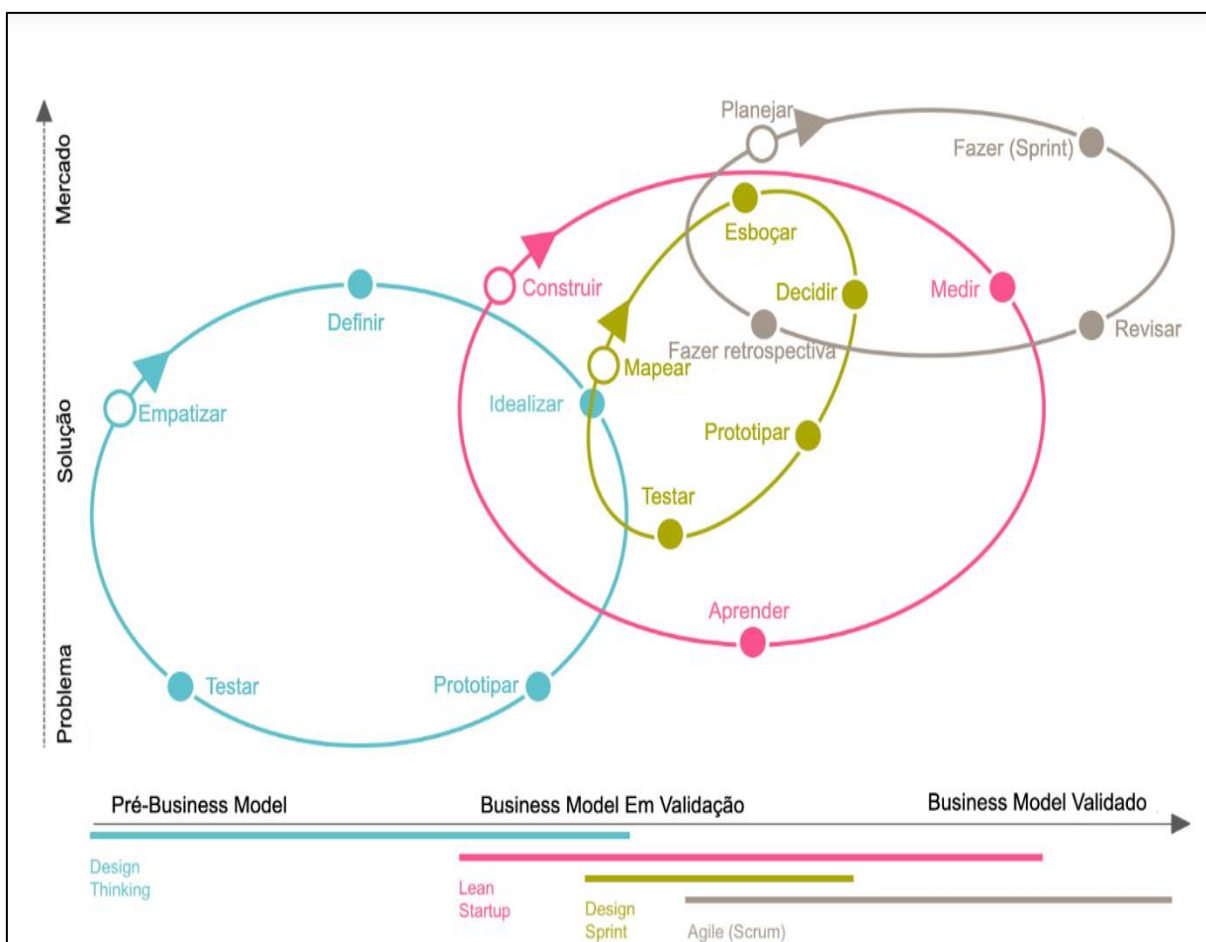 Mercado
Solução
Problema
Planejar
Fazer (Sprint)
Esboçar
Construir
Decidir
Medir
Definir
Revisar
Fazer retrospectiva
Mapear
Idealizar
Empatizar
Prototipar
Testar
Aprender
Testar
Prototipar
Pré-Business Model
Business Model Em Validação
Business Model Validado
Design
Thinking
Lean
Startup
Design
Sprint
Agile (Scrum)